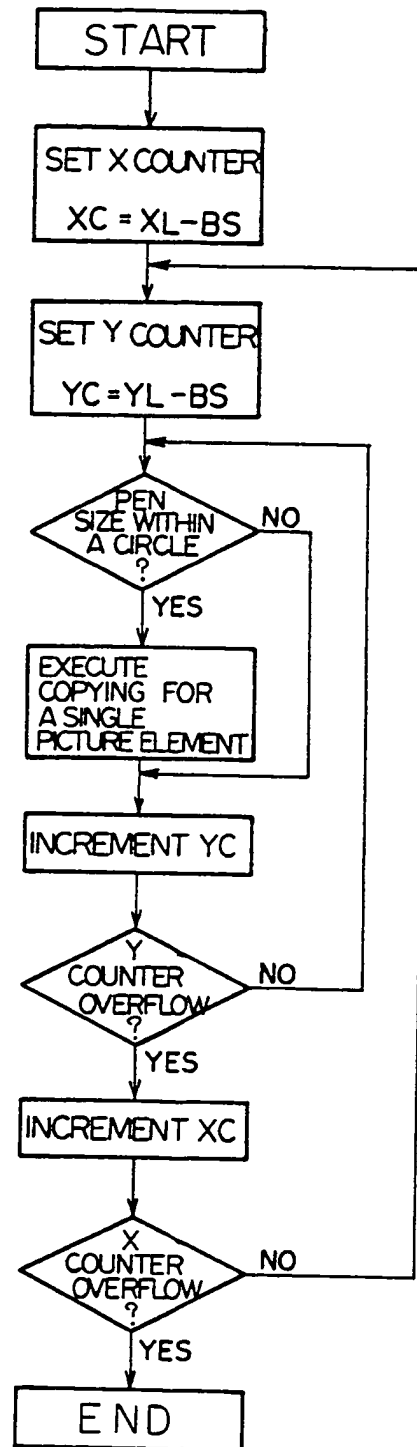 START
SET X COUNTER
XC = XL-BS
SET Y COUNTER
YC = YL-BS
PEN
SIZE WITHIN
A CIRCLE
?
NO
YES
EXECUTE
COPYING FOR
A SINGLE
PICTURE ELEMENT
INCREMENT YC
Y
COUNTER
OVERFLOW
?
NO
YES
INCREMENT XC
X
COUNTER
OVERFLOW
?
NO
YES
END